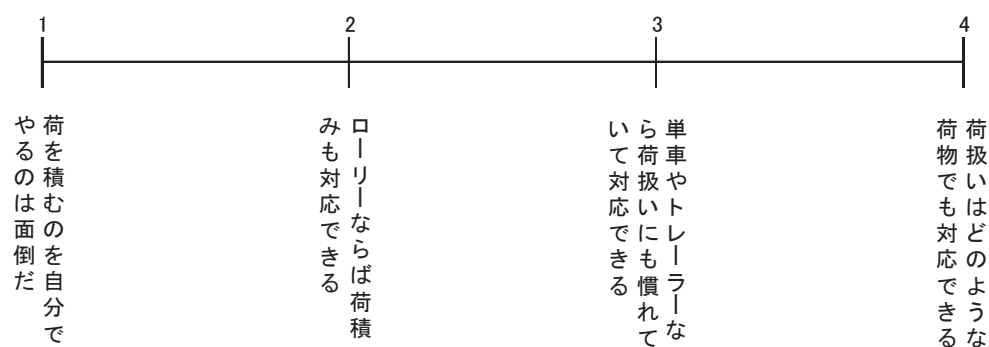 1
2
3
4
荷を積むのを自分で
やるのは面倒だ
ローリーならば荷積
みも対応できる
単車やトレーラーな
ら荷扱いにも慣れて
いて対応できる
荷扱いはどのような
荷物でも対応できる